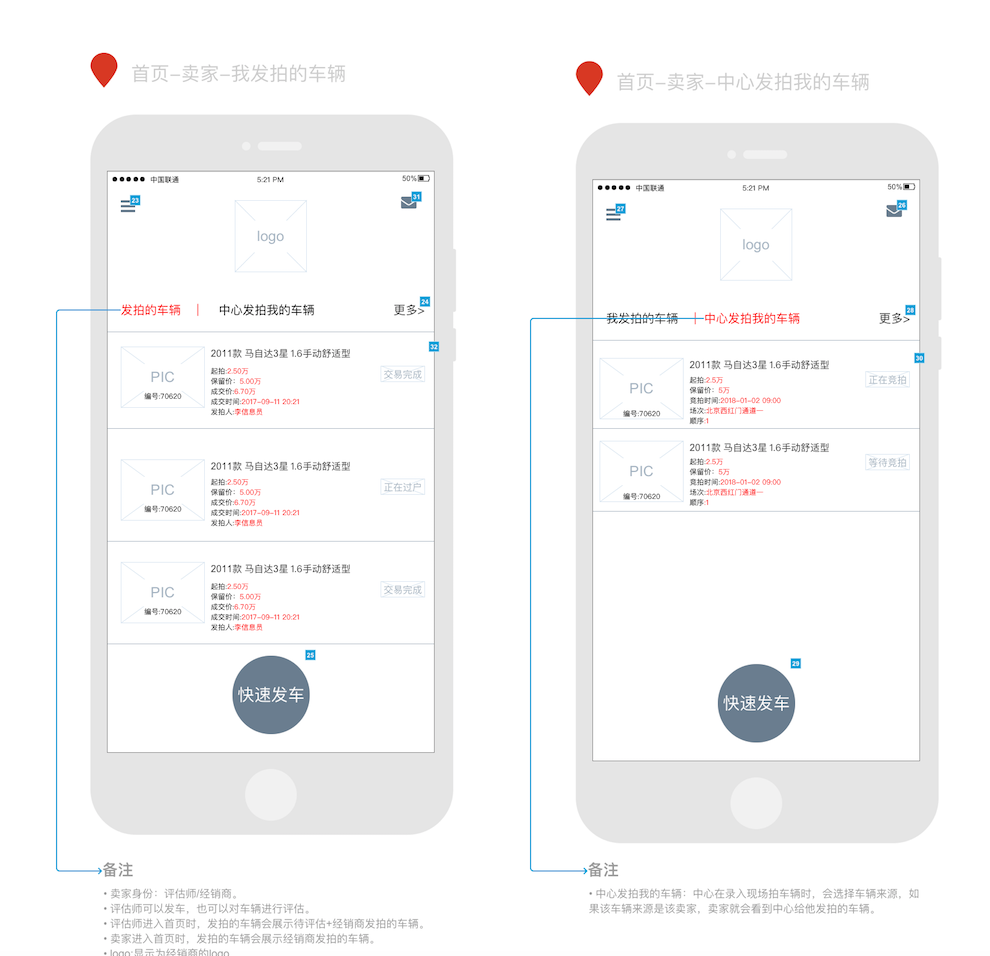 首页-卖家-我发拍的车辆
中国联通 5:21 PM 50%
23
31
logo
发拍的车辆 | 中心发拍我的车辆 更多>
24
32
2011款 马自达3星 1.6手动舒适型
PIC
编号:70620
起拍:2.50万
保留价：5.00万
成交价:6.70万
成交时间:2017-09-11 20:21
发拍人:李信息员
交易完成
2011款 马自达3星 1.6手动舒适型
PIC
编号:70620
起拍:2.50万
保留价：5.00万
成交价:6.70万
成交时间:2017-09-11 20:21
发拍人:李信息员
正在过户
2011款 马自达3星 1.6手动舒适型
PIC
编号:70620
起拍:2.50万
保留价：5.00万
成交价:6.70万
成交时间:2017-09-11 20:21
发拍人:李信息员
交易完成
25
快速发车
备注
• 卖家身份：评估师/经销商。
• 评估师可以发车，也可以对车辆进行评估。
• 评估师进入首页时，发拍的车辆会展示待评估+经销商发拍的车辆。
• 卖家进入首页时，发拍的车辆会展示经销商发拍的车辆。
• logo:显示为经销商的logo
首页-卖家-中心发拍我的车辆
中国联通 5:21 PM 50%
27
26
logo
我发拍的车辆 | 中心发拍我的车辆 更多>
28
30
2011款 马自达3星 1.6手动舒适型
PIC
编号:70620
起拍:2.5万
保留价：5万
竞拍时间:2018-01-02 09:00
场次:北京西红门通道一
顺序:1
正在竞拍
2011款 马自达3星 1.6手动舒适型
PIC
编号:70620
起拍:2.5万
保留价：5万
竞拍时间:2018-01-02 09:00
场次:北京西红门通道一
顺序:1
等待竞拍
29
快速发车
备注
• 中心发拍我的车辆：中心在录入现场拍车辆时，会选择车辆来源，如
果该车辆来源是该卖家，卖家就会看到中心给他发拍的车辆。